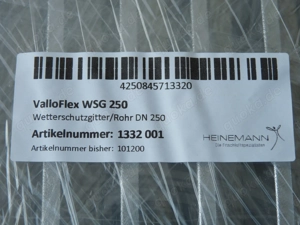 4250845713320
ValloFlex WSG 250
Wetterschutzgitter/Rohr DN 250
Artikelnummer: 1332 001
Artikelnummer bisher: 101200
HEINEMANN